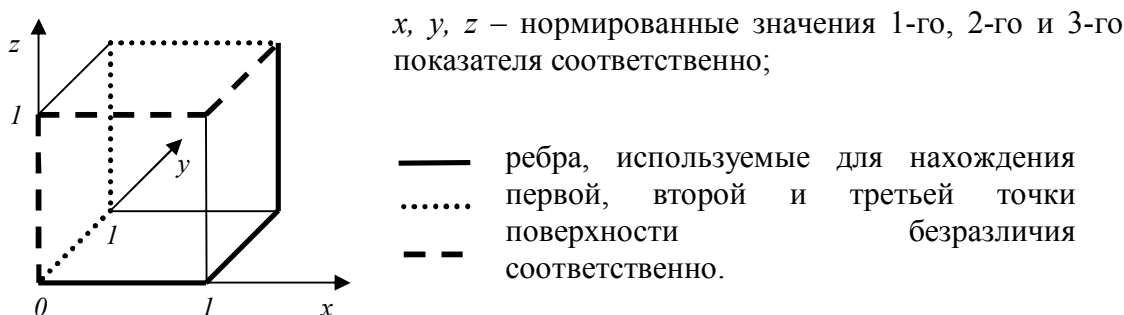 z
x, y, z – нормированные значения 1-го, 2-го и 3-го
показателя соответственно;
1
y
ребра, используемые для нахождения
первой, второй и третьей точки
поверхности безразличия
соответственно.
1
0 1 x